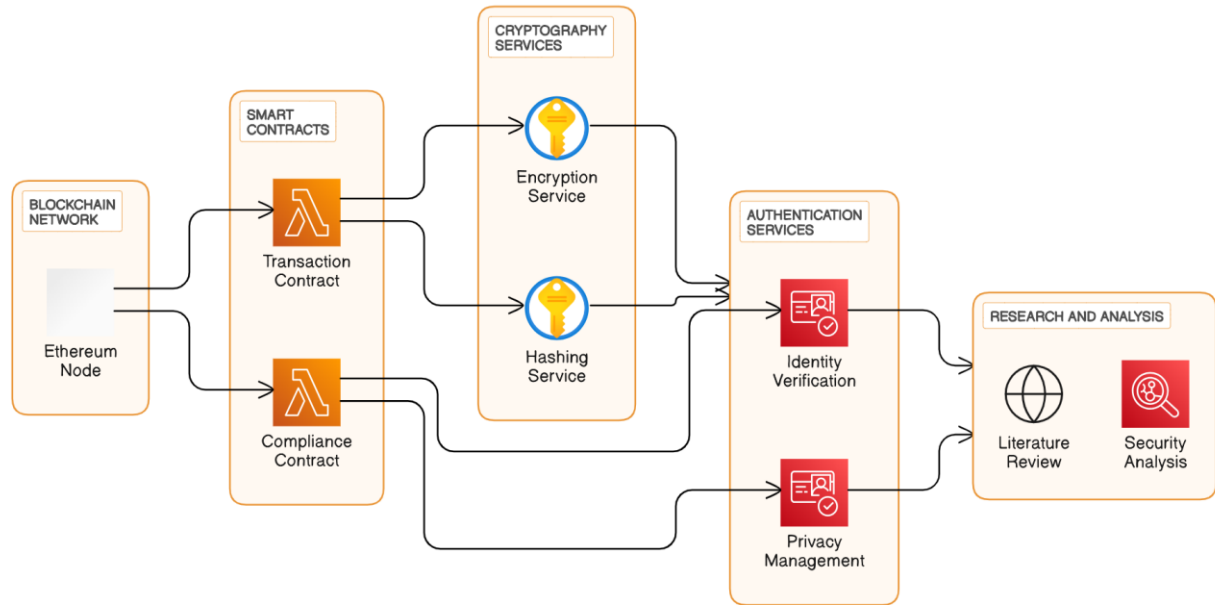 BLOCKCHAIN
NETWORK
Ethereum
Node
SMART
CONTRACTS
Transaction
Contract
Compliance
Contract
CRYPTOGRAPHY
SERVICES
Encryption
Service
Hashing
Service
AUTHENTICATION
SERVICES
Identity
Verification
Privacy
Management
RESEARCH AND ANALYSIS
Literature
Review
Security
Analysis